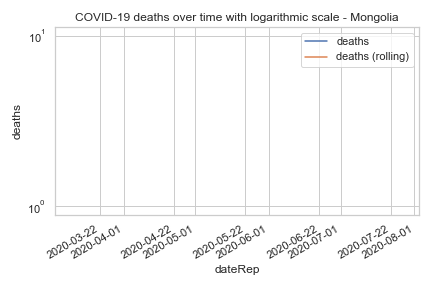 COVID-19 deaths over time with logarithmic scale - Mongolia
10¹
deaths
deaths (rolling)
deaths
10⁰
2020-03-22
2020-04-01
2020-04-22
2020-05-01
2020-05-22
2020-06-01
2020-06-22
2020-07-01
2020-07-22
2020-08-01
dateRep